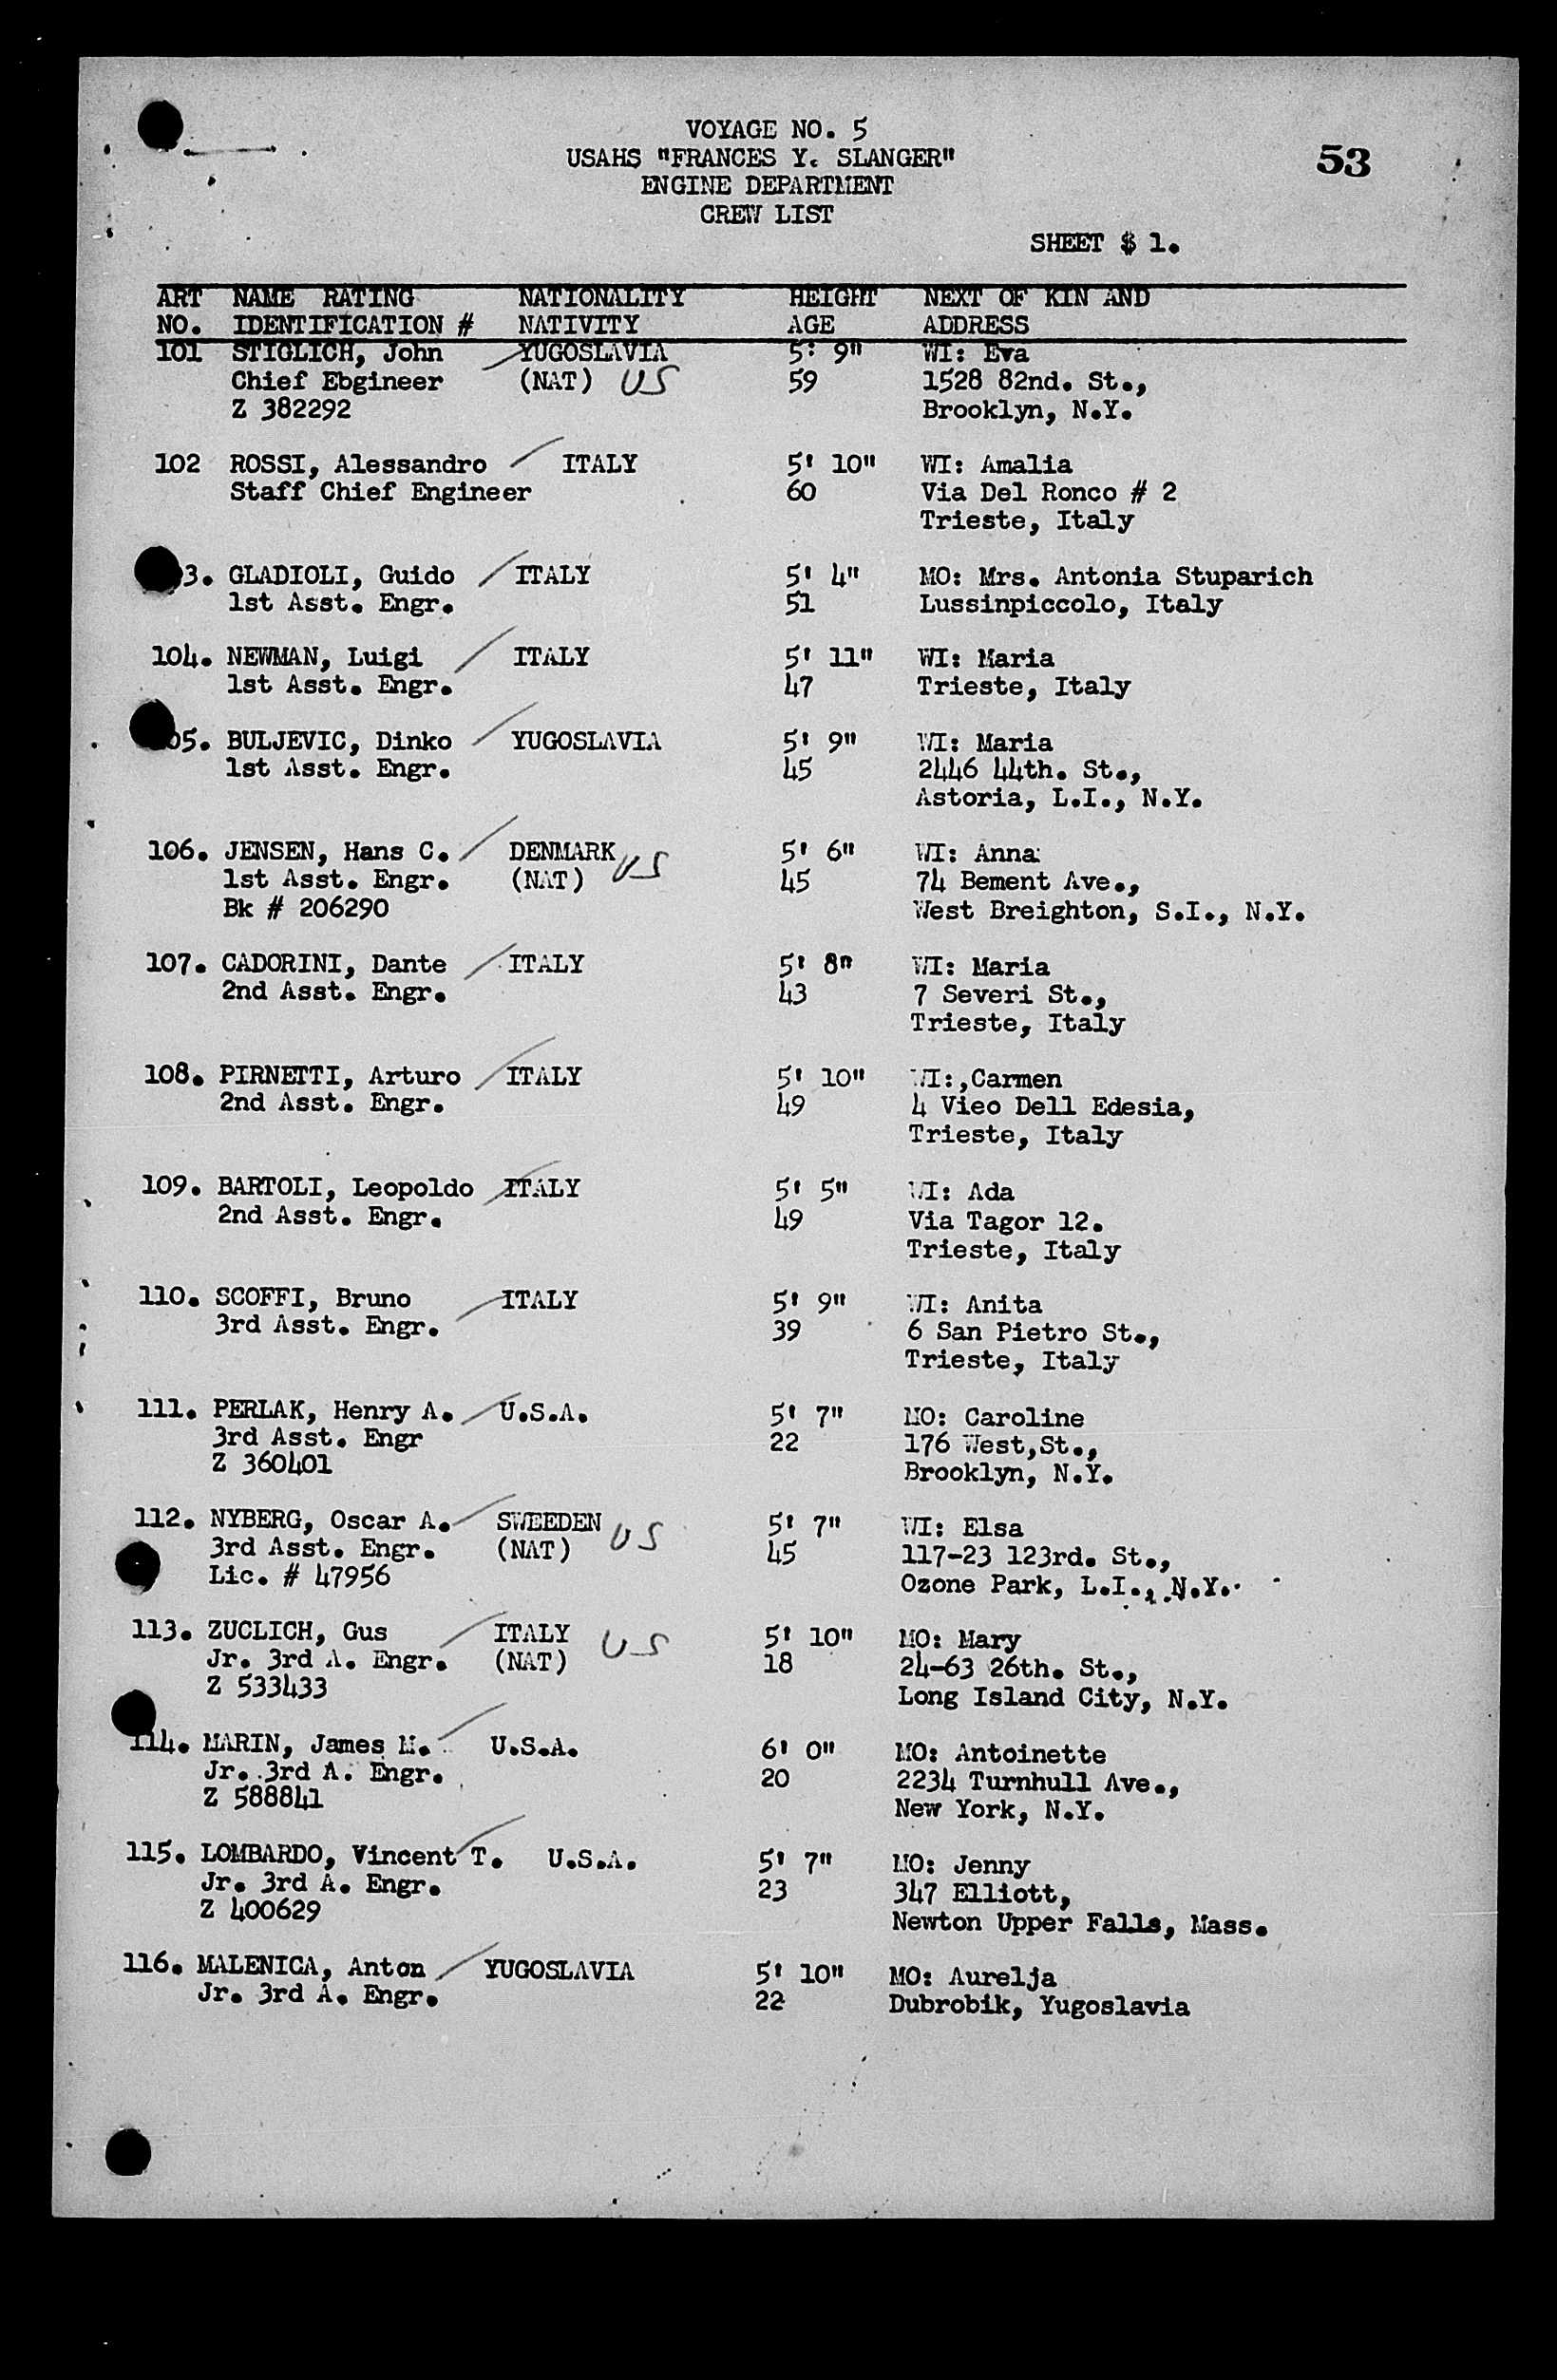 VOYAGE NO. 5
USAHS "FRANCES Y. SLANGER"
53
ENGINE DEPARTMENT
CREW LIST
SHEET $ 1.
ART NAME RATING NATIONALITY HEIGHT NEXT OF KIN AND
NO. IDENTIFICATION # NATIVITY AGE ADDRESS
101 STIGLICH, John YUGOSLAVIA 5' 9" WI: Eva
Chief Ebgineer (NAT) US 59 1528 82nd. St.,
Z 382292 Brooklyn, N.Y.
102 ROSSI, Alessandro ITALY 5' 10" WI: Amalia
Staff Chief Engineer 60 Via Del Ronco # 2
Trieste, Italy
3. GLADIOLI, Guido ITALY 5' 4" MO: Mrs. Antonia Stuparich
1st Asst. Engr. 51 Lussinpiccolo, Italy
104. NEWMAN, Luigi ITALY 5' 11" WI: Maria
1st Asst. Engr. 47 Trieste, Italy
05. BULJEVIC, Dinko YUGOSLAVIA 5' 9" WI: Maria
1st Asst. Engr. 45 2446 44th. St.,
Astoria, L.I., N.Y.
106. JENSEN, Hans C. DENMARK US 5' 6" WI: Anna
1st Asst. Engr. (NAT) 45 74 Bement Ave.,
Bk # 206290 West Breighton, S.I., N.Y.
107. CADORINI, Dante ITALY 5' 8" WI: Maria
2nd Asst. Engr. 43 7 Severi St.,
Trieste, Italy
108. PIRNETTI, Arturo ITALY 5' 10" WI:,Carmen
2nd Asst. Engr. 49 4 Vieo Dell Edesia,
Trieste, Italy
109. BARTOLI, Leopoldo ITALY 5' 5" WI: Ada
2nd Asst. Engr. 49 Via Tagor 12.
Trieste, Italy
110. SCOFFI, Bruno ITALY 5' 9" WI: Anita
3rd Asst. Engr. 39 6 San Pietro St.,
Trieste, Italy
111. PERLAK, Henry A. U.S.A. 5' 7" MO: Caroline
3rd Asst. Engr 22 176 West,St.,
Z 360401 Brooklyn, N.Y.
112. NYBERG, Oscar A. SWEEDEN US 5' 7" WI: Elsa
3rd Asst. Engr. (NAT) 45 117-23 123rd. St.,
Lic. # 47956 Ozone Park, L.I., N.Y.
113. ZUCLICH, Gus ITALY US 5' 10" MO: Mary
Jr. 3rd A. Engr. (NAT) 18 24-63 26th. St.,
Z 533433 Long Island City, N.Y.
114. MARIN, James M. U.S.A. 6' 0" MO: Antoinette
Jr. 3rd A. Engr. 20 2234 Turnhull Ave.,
Z 588841 New York, N.Y.
115. LOMBARDO, Vincent T. U.S.A. 5' 7" MO: Jenny
Jr. 3rd A. Engr. 23 347 Elliott,
Z 400629 Newton Upper Falls, Mass.
116. MALENICA, Anton YUGOSLAVIA 5' 10" MO: Aurelja
Jr. 3rd A. Engr. 22 Dubrobik, Yugoslavia